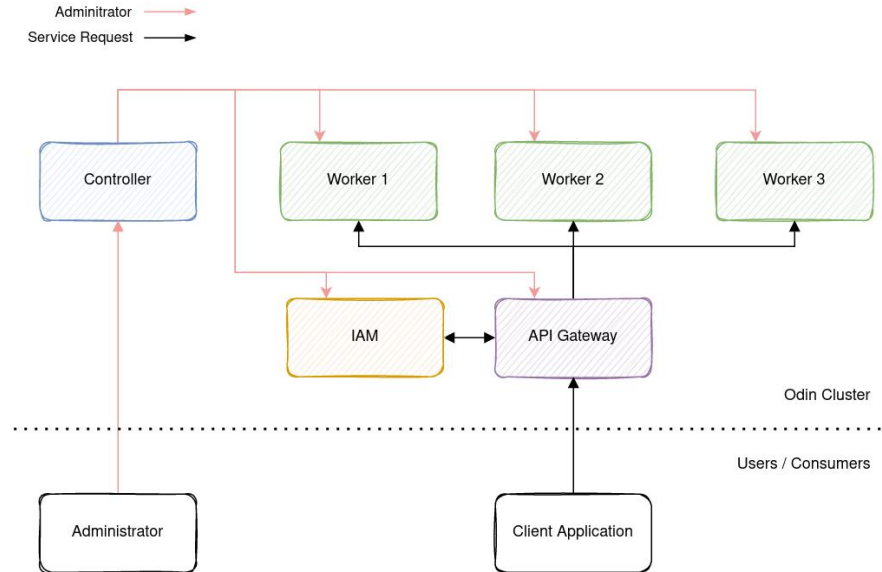 Adminitrator
Service Request
Controller
Worker 1
Worker 2
Worker 3
IAM
API Gateway
Odin Cluster
Users / Consumers
Administrator
Client Application